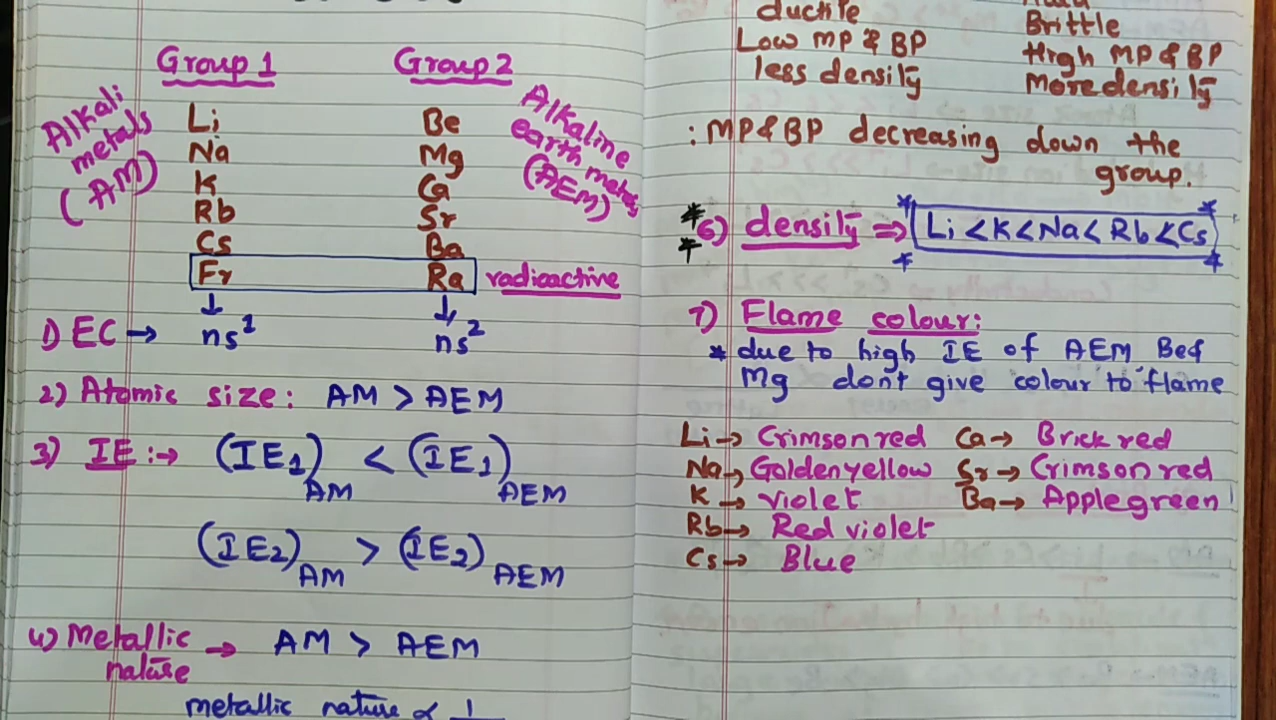 Group 1 Group 2
Alkali metals (AM)
Alkaline earth metals (AEM)
Li Be
Na Mg
K Ca
Rb Sr
Cs Ba
Fr Ra radioactive
↓ ↓
1) EC → ns¹ ns²
2) Atomic size: AM > AEM
3) IE :→ (IE₁)AM < (IE₁)AEM
(IE2)AM > (IE2)AEM
4) Metallic nature → AM > AEM
metallic nature ∝ 1
ductile
Brittle
Low MP & BP High MP & BP
less density More density
: MP & BP decreasing down the
group.
6) density ⇒ Li < K < Na < Rb < Cs
7) Flame colour:
* due to high IE of AEM Be &
Mg don't give colour to flame
Li → Crimson red Ca → Brick red
Na → Golden yellow Sr → Crimson red
K → violet Ba → Apple green
Rb → Red violet
Cs → Blue